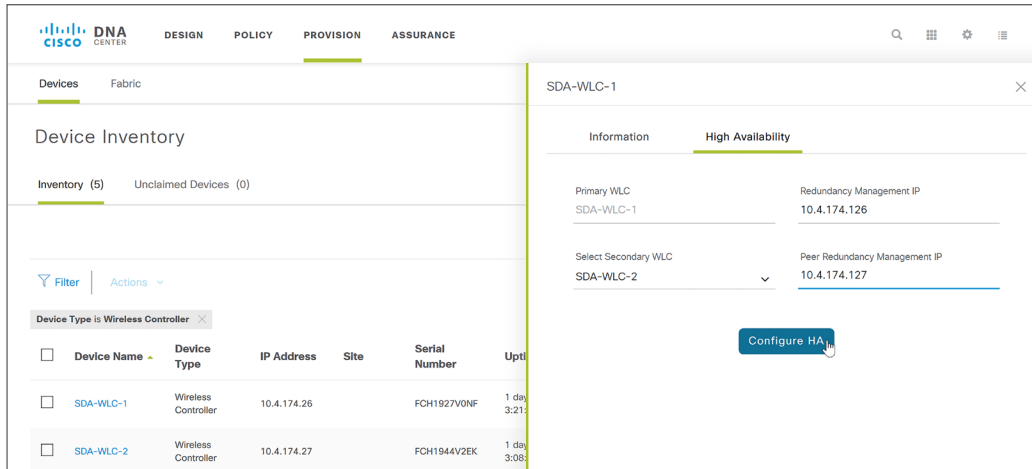 CISCO DNA CENTER DESIGN POLICY PROVISION ASSURANCE
Devices Fabric
Device Inventory
Inventory (5) Unclaimed Devices (0)
Filter Actions
Device Type is Wireless Controller
Device Name Device Type IP Address Site Serial Number
SDA-WLC-1 Wireless Controller 10.4.174.26 FCH1927V0NF 1 day 3:21:
SDA-WLC-2 Wireless Controller 10.4.174.27 FCH1944V2EK 1 day 3:08:
SDA-WLC-1
Information High Availability
Primary WLC Redundancy Management IP
SDA-WLC-1 10.4.174.126
Select Secondary WLC Peer Redundancy Management IP
SDA-WLC-2 10.4.174.127
Configure HA